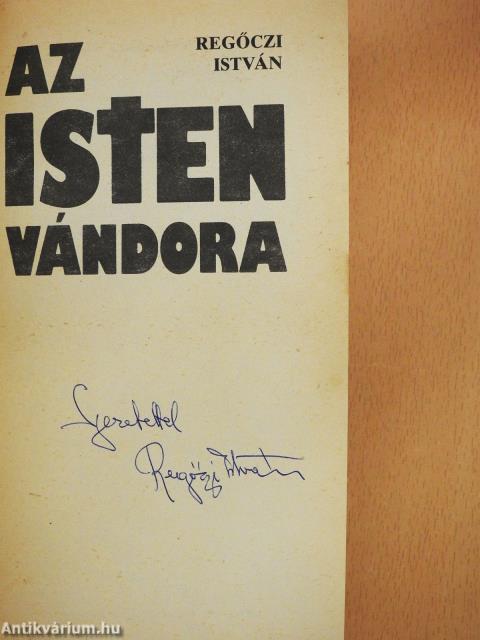 AZ
ISTEN
VÁNDORA
REGŐCZI
ISTVÁN
Szeretettel
Regőczi István
Antikvárium.hu